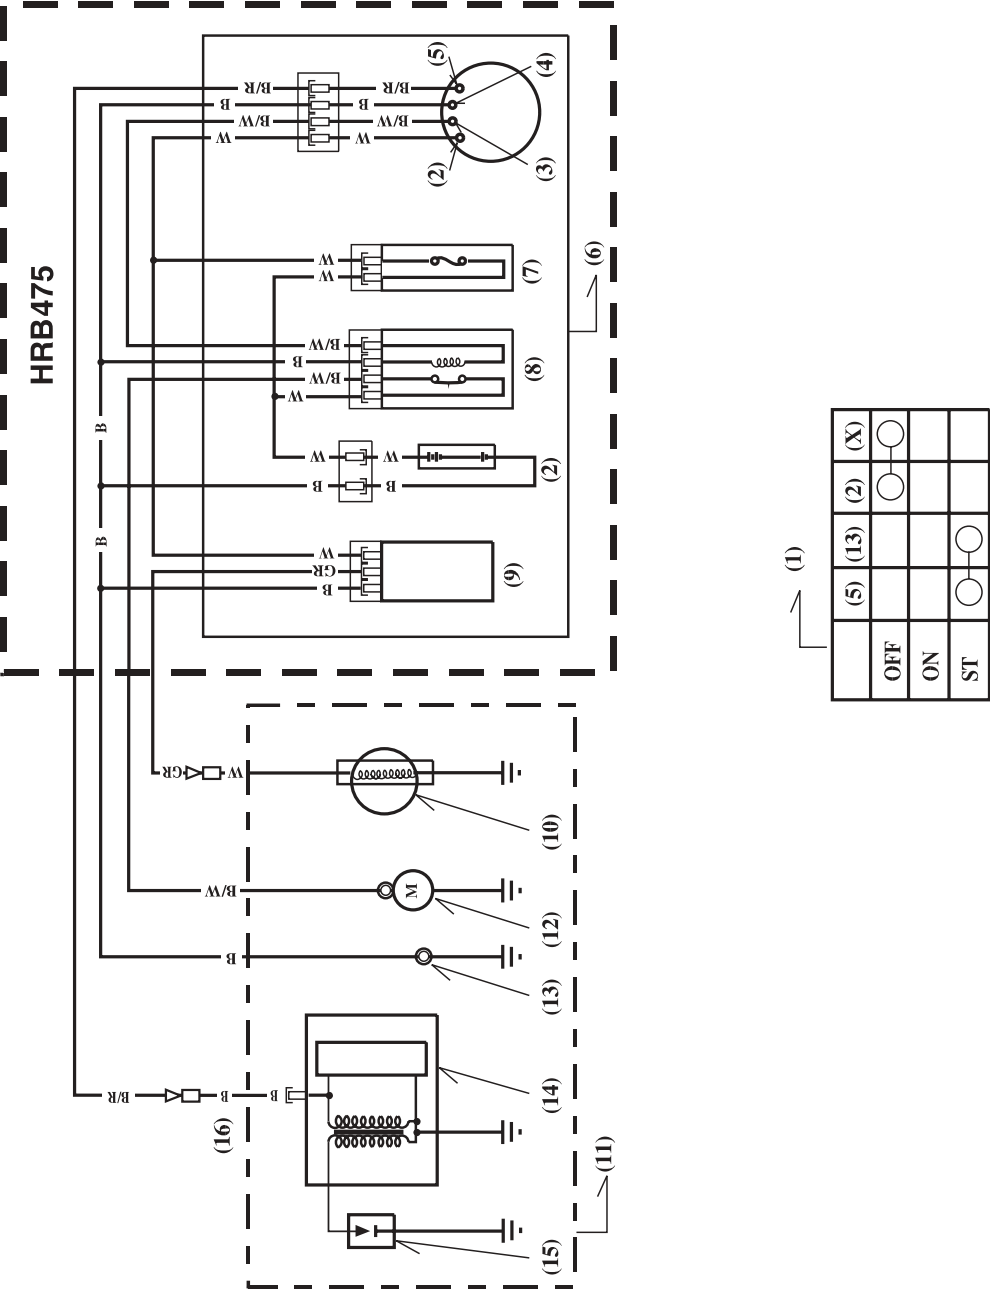 HRB475
(5)
(4)
(3)
(2)
B/R
B/R
B
B
B/W
B/W
W
W
W
W
(7)
(6)
B/W
B
B/W
W
(8)
B
W
W
B
B
(2)
B
W
GR
B
(9)
GR
W
(10)
B/W
M
(12)
B
(13)
B/R
B
B
(16)
(14)
(11)
(15)
(1)
(5)
(13)
(2)
(X)
OFF
ON
ST